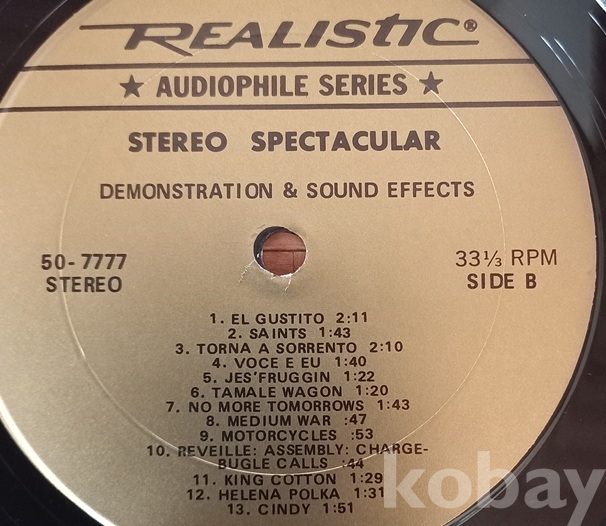 REALISTIC®
★ AUDIOPHILE SERIES ★
STEREO SPECTACULAR
DEMONSTRATION & SOUND EFFECTS
50-7777
STEREO
33⅓ RPM
SIDE B
1. EL GUSTITO 2:11
2. SAINTS 1:43
3. TORNA A SORRENTO 2:10
4. VOCE E EU 1:40
5. JES'FRUGGIN 1:22
6. TAMALE WAGON 1:20
7. NO MORE TOMORROWS 1:43
8. MEDIUM WAR :47
9. MOTORCYCLES :53
10. REVEILLE: ASSEMBLY: CHARGE-
BUGLE CALLS :44
11. KING COTTON 1:29
12. HELENA POLKA 1:31
13. CINDY 1:51
kobay